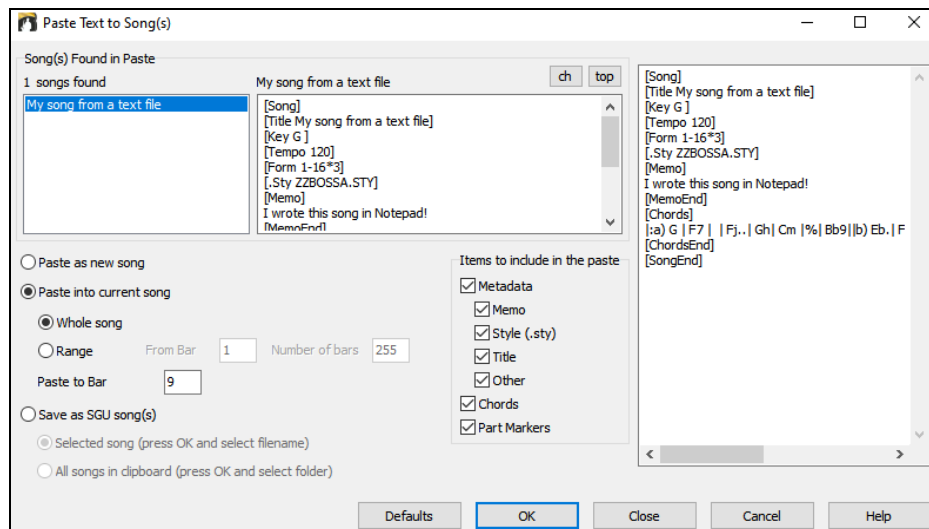 Paste Text to Song(s)
Song(s) Found in Paste
1 songs found
My song from a text file
ch
top
My song from a text file
[Song]
[Title My song from a text file]
[Key G ]
[Tempo 120]
[Form 1-16*3]
[.Sty ZZBOSSA.STY]
[Memo]
I wrote this song in Notepad!
[MemoEnd]
[Song]
[Title My song from a text file]
[Key G ]
[Tempo 120]
[Form 1-16*3]
[.Sty ZZBOSSA.STY]
[Memo]
I wrote this song in Notepad!
[MemoEnd]
[Chords]
|:a) G | F7 | | Fj..| Gh| Cm |%| Bb9||b) Eb.| F
[ChordsEnd]
[SongEnd]
Paste as new song
Paste into current song
Whole song
Range From Bar 1 Number of bars 255
Paste to Bar 9
Save as SGU song(s)
Selected song (press OK and select filename)
All songs in clipboard (press OK and select folder)
Items to include in the paste
Metadata
Memo
Style (.sty)
Title
Other
Chords
Part Markers
Defaults OK Close Cancel Help